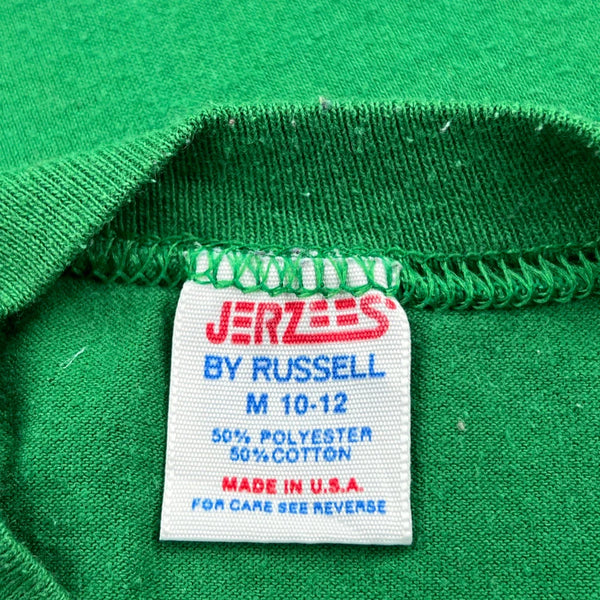 JERZEES
BY RUSSELL
M 10-12
50% POLYESTER
50% COTTON
MADE IN U.S.A.
FOR CARE SEE REVERSE